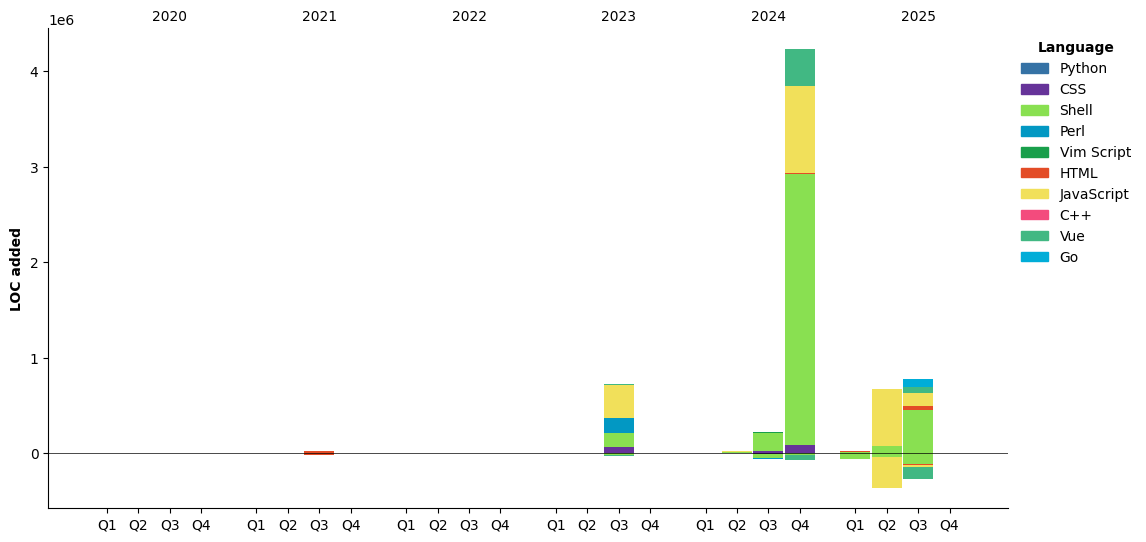 1e6
2020 2021 2022 2023 2024 2025
Language
Python
CSS
Shell
Perl
Vim Script
HTML
JavaScript
C++
Vue
Go
LOC added
4
3
2
1
0
Q1 Q2 Q3 Q4 Q1 Q2 Q3 Q4 Q1 Q2 Q3 Q4 Q1 Q2 Q3 Q4 Q1 Q2 Q3 Q4 Q1 Q2 Q3 Q4